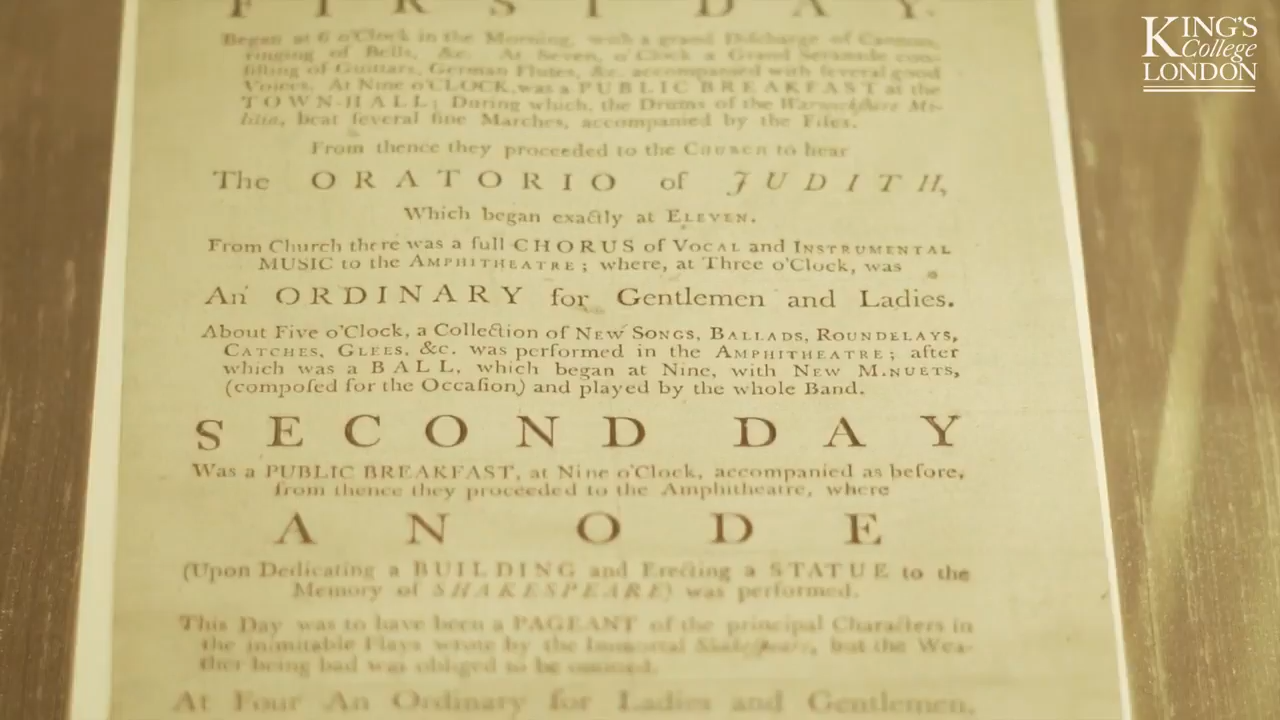 FIRST DAY.
KING'S
College
LONDON
Began at 6 o'Clock in the Morning, with a grand Discharge of Cannon,
ringing of Bells, &c. At Seven, o'Clock a Grand Serenade con-
sisting of Guittars, German Flutes, &c. accompanied with several good
Voices. At Nine o'CLOCK, was a PUBLIC BREAKFAST at the
TOWN-HALL; During which, the Drums of the Warwickshire Mi-
litia, beat several fine Marches, accompanied by the Fifes.
From thence they proceeded to the CHURCH to hear
The ORATORIO of JUDITH,
Which began exactly at ELEVEN.
From Church there was a full CHORUS of VOCAL and INSTRUMENTAL
MUSIC to the AMPHITHEATRE; where, at Three o'Clock, was
An ORDINARY for Gentlemen and Ladies.
About Five o'Clock, a Collection of NEW SONGS, BALLADS, ROUNDELAYS,
CATCHES, GLEES, &c. was performed in the AMPHITHEATRE; after
which was a BALL, which began at Nine, with NEW MINUETS,
(composed for the Occasion) and played by the whole Band.
SECOND DAY
Was a PUBLIC BREAKFAST, at Nine o'Clock, accompanied as before,
from thence they proceeded to the Amphitheatre, where
AN ODE
(Upon Dedicating a BUILDING and Erecting a STATUE to the
Memory of SHAKESPEARE) was performed.
This Day was to have been a PAGEANT of the principal Characters in
the inimitable Plays wrote by the Immortal Shakespeare, but the Wea-
ther being bad was obliged to be omitted.
At Four An Ordinary for Ladies and Gentlemen.